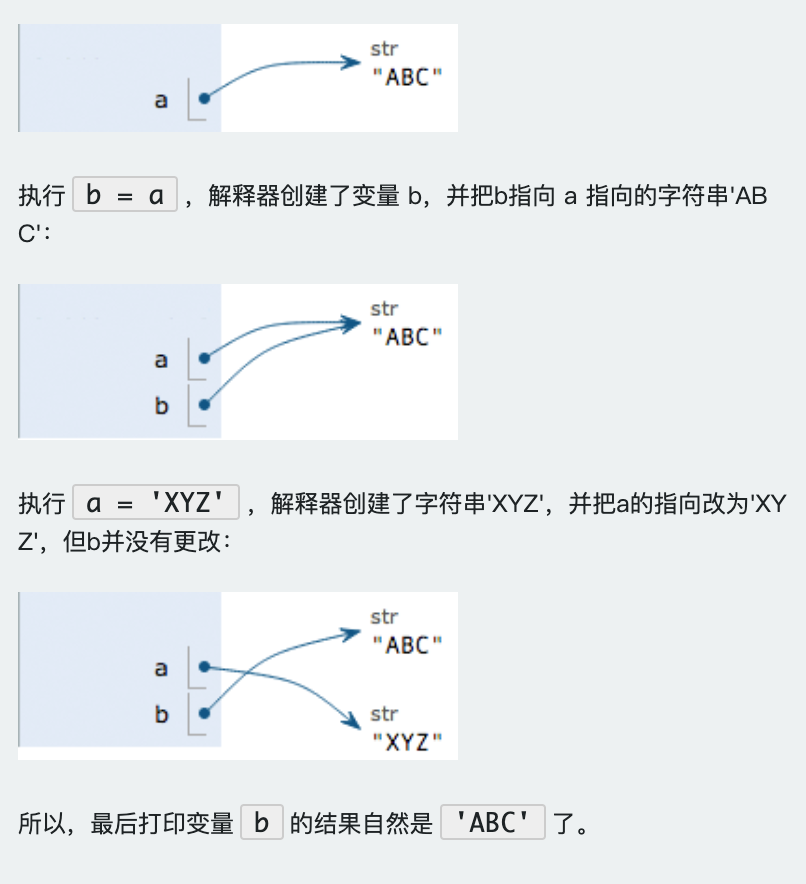 str
a "ABC"
执行 b = a ，解释器创建了变量 b，并把b指向 a 指向的字符串'AB
C'：
str
"ABC"
a
b
执行 a = 'XYZ' ，解释器创建了字符串'XYZ'，并把a的指向改为'XY
Z'，但b并没有更改：
str
"ABC"
a
b
str
"XYZ"
所以，最后打印变量 b 的结果自然是 'ABC' 了。